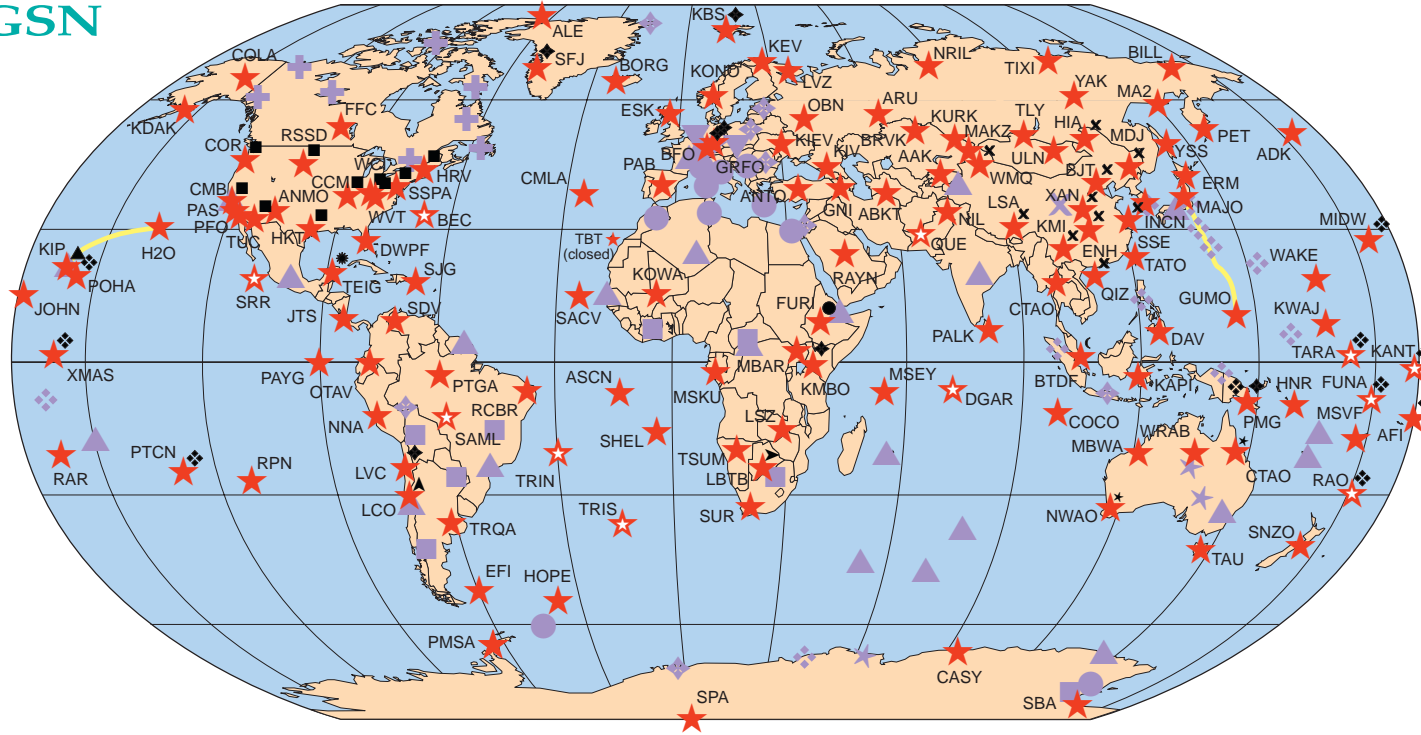 GSN
KBS
ALE
COLA
SFJ
BORG
KEV
NRIL
TIXI
BILL
KONO
LVZ
YAK
MA2
KDAK
FFC
ESK
OBN
ARU
KURK
TLY
HIA
MDJ
PET
ADK
COR
RSSD
WCI
HRV
PAB
BFO
GRFO
KIEV
BRVK
MAKZ
AAK
ULN
YSS
CMB
ANMO
CCM
SSPA
CMLA
KIV
WMQ
BJT
ERM
PAS
PFO
WVT
BEC
ANTO
GNI
ABKT
NIL
LSA
XAN
MAJO
MIDW
KIP
H2O
TUC
HKT
DWPF
TBT
(closed)
QUE
KMI
INCN
ENH
SSE
POHA
SRR
TEIG
SJG
KOWA
RAYN
TATO
WAKE
JOHN
JTS
SDV
SACV
FURI
CTAO
QIZ
GUMO
KWAJ
PALK
DAV
XMAS
PAYG
OTAV
PTGA
ASCN
MSKU
MBAR
KMBO
MSEY
DGAR
BTDF
KAPI
TARA
KANT
HNR
FUNA
NNA
RCBR
SAML
SHEL
LSZ
COCO
PMG
MSVF
AFI
RAR
PTCN
RPN
LVC
TRIN
TSUM
LBTB
MBWA
WRAB
CTAO
RAO
LCO
TRQA
TRIS
SUR
NWAO
SNZO
TAU
EFI
HOPE
PMSA
CASY
SPA
SBA